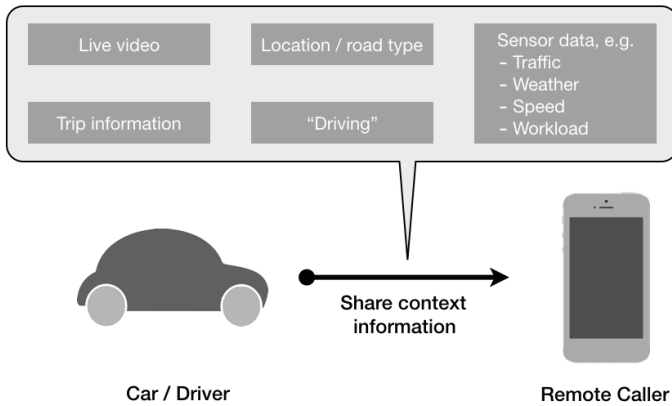 Live video
Location / road type
Sensor data, e.g.
- Traffic
- Weather
- Speed
- Workload
Trip information
“Driving”
Share context
information
Car / Driver
Remote Caller